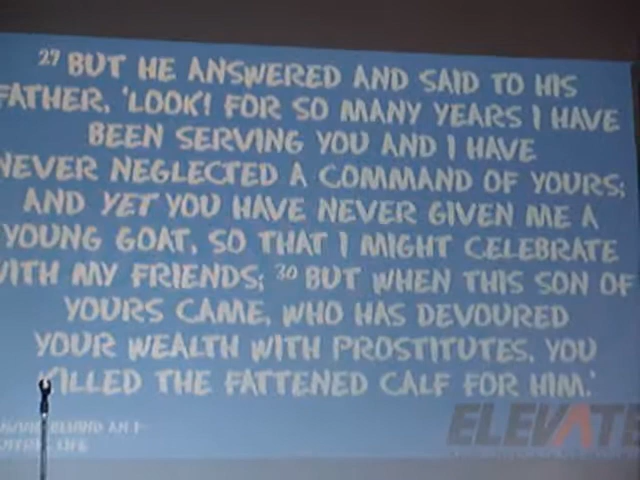 27 BUT HE ANSWERED AND SAID TO HIS
FATHER, 'LOOK! FOR SO MANY YEARS I HAVE
BEEN SERVING YOU AND I HAVE
NEVER NEGLECTED A COMMAND OF YOURS;
AND YET YOU HAVE NEVER GIVEN ME A
YOUNG GOAT, SO THAT I MIGHT CELEBRATE
WITH MY FRIENDS; 30 BUT WHEN THIS SON OF
YOURS CAME, WHO HAS DEVOURED
YOUR WEALTH WITH PROSTITUTES, YOU
KILLED THE FATTENED CALF FOR HIM.'
BEHIND AN
LIFE
ELEVATE